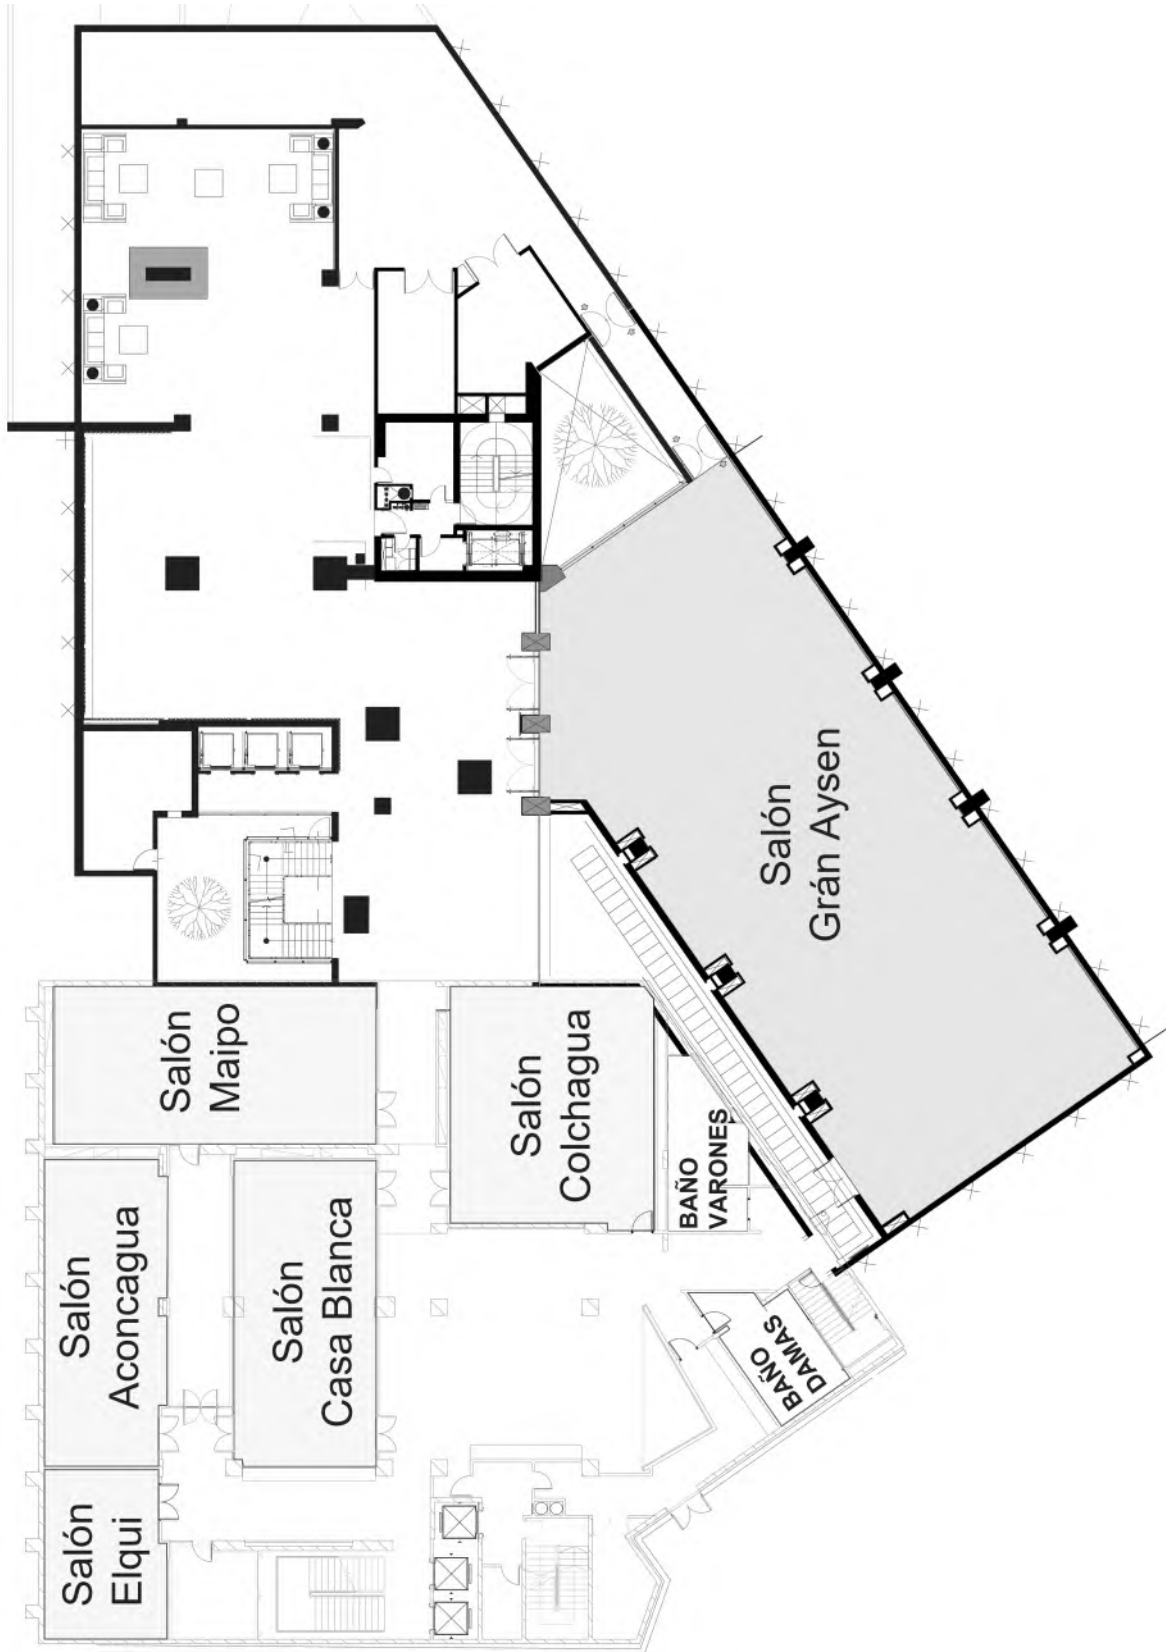 Salón
Grán Aysen
Salón
Maipo
Salón
Colchagua
BAÑO
VARONES
Salón
Aconcagua
Salón
Casa Blanca
BAÑO
DAMAS
Salón
Elqui